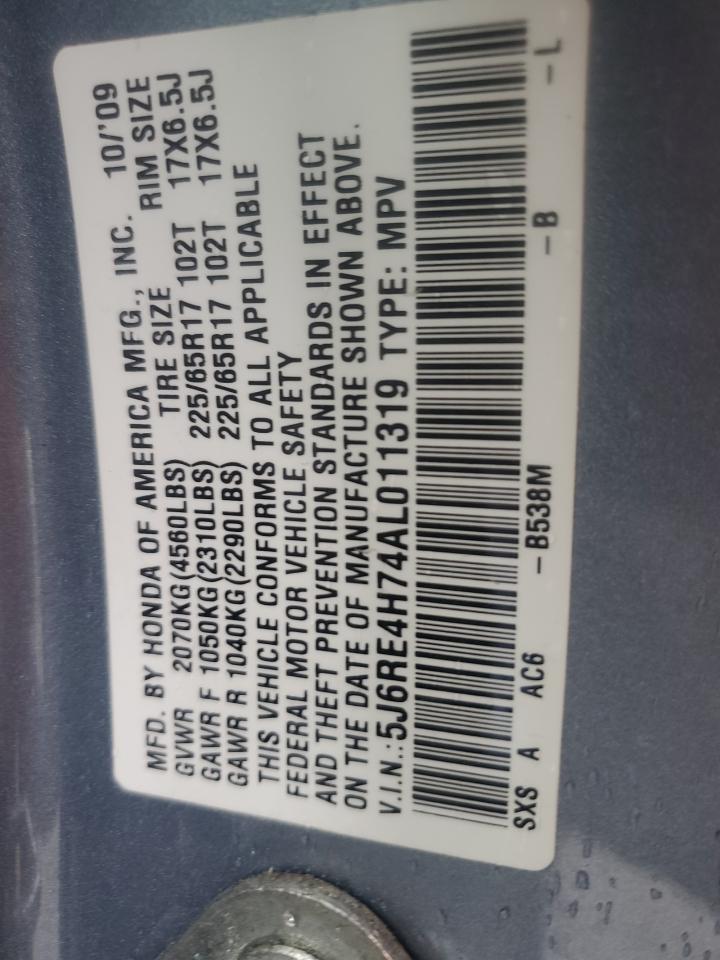 MFD. BY HONDA OF AMERICA MFG., INC. 10/'09
GVWR 2070KG(4560LBS) TIRE SIZE RIM SIZE
GAWR F 1050KG(2310LBS) 225/65R17 102T 17X6.5J
GAWR R 1040KG(2290LBS) 225/65R17 102T 17X6.5J
THIS VEHICLE CONFORMS TO ALL APPLICABLE
FEDERAL MOTOR VEHICLE SAFETY
AND THEFT PREVENTION STANDARDS IN EFFECT
ON THE DATE OF MANUFACTURE SHOWN ABOVE.
V.I.N.:5J6RE4H74AL011319 TYPE: MPV
SXS A AC6 -B538M -B -L